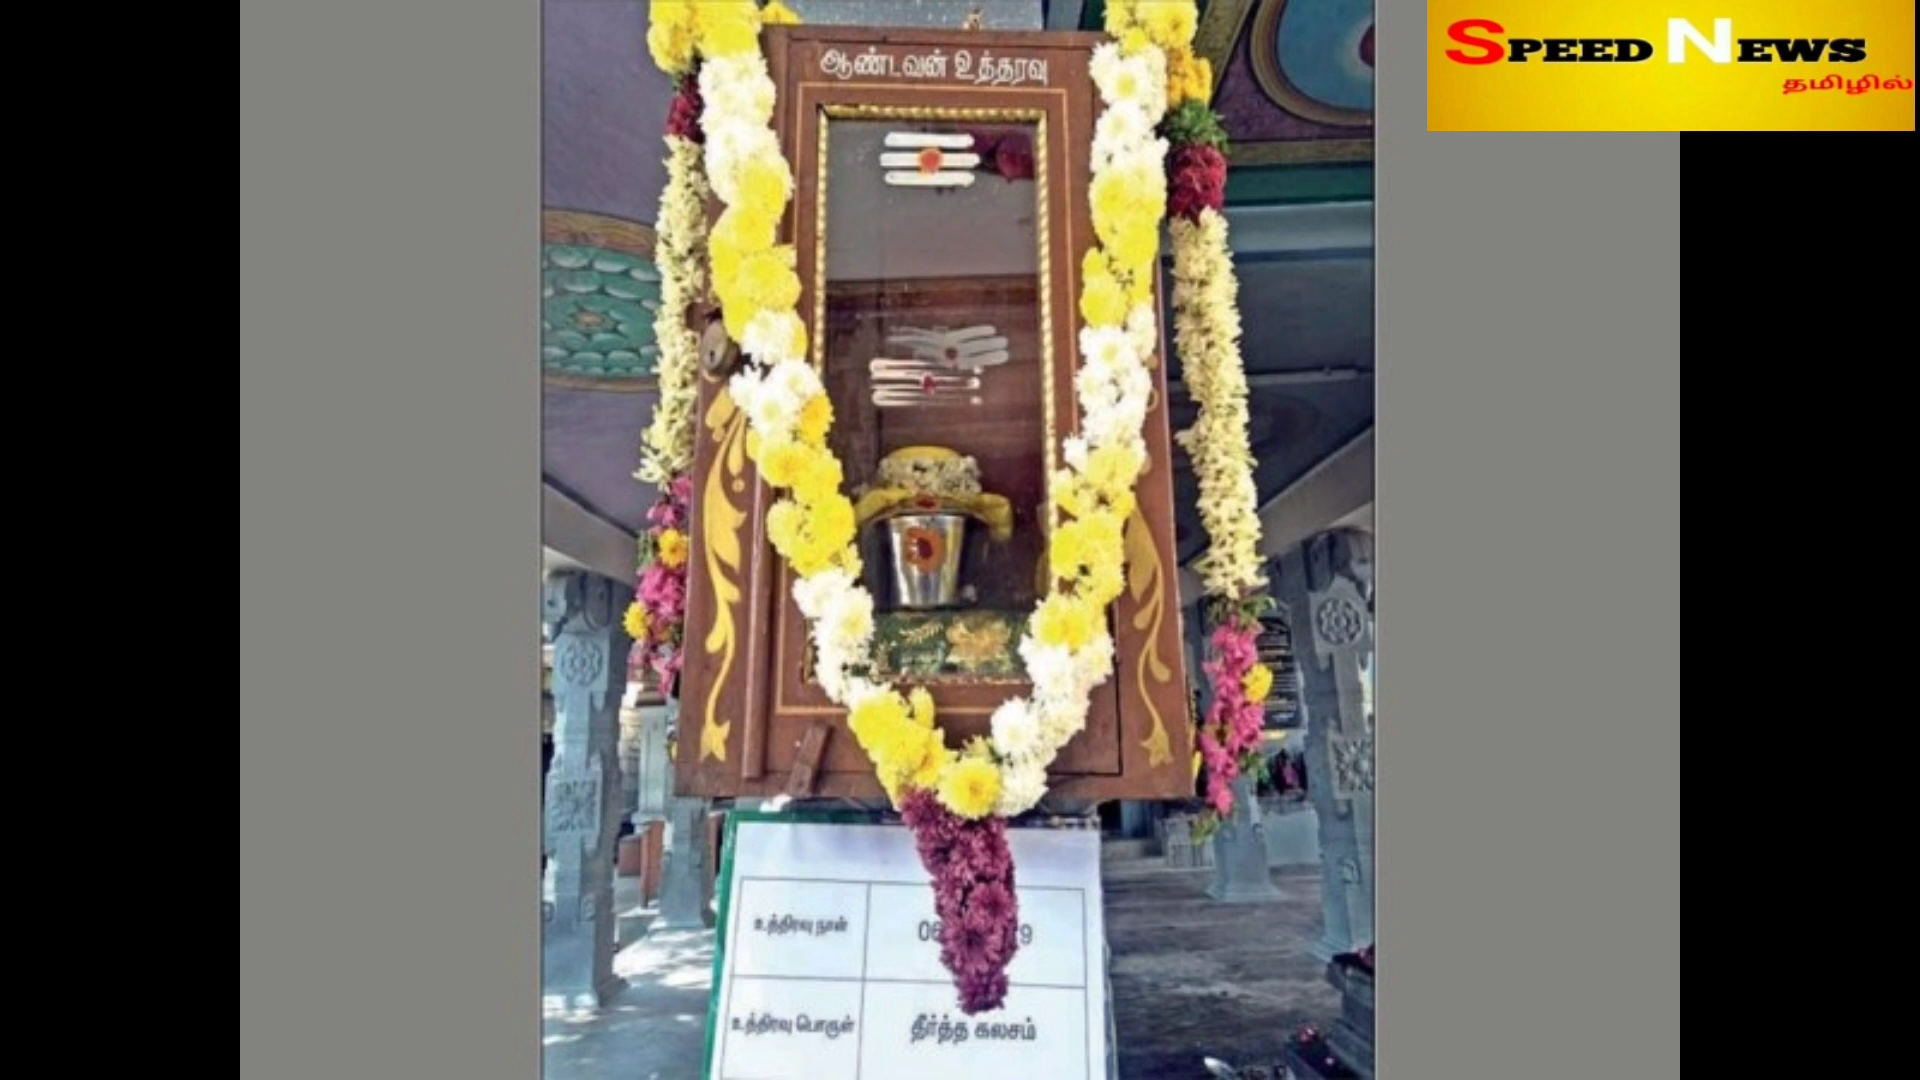 SPEED NEWS
தமிழில்
ஆண்டவன் உத்தரவு
உத்திரவு நாள்
உத்திரவு பொருள்
தீர்த்த கலசம்